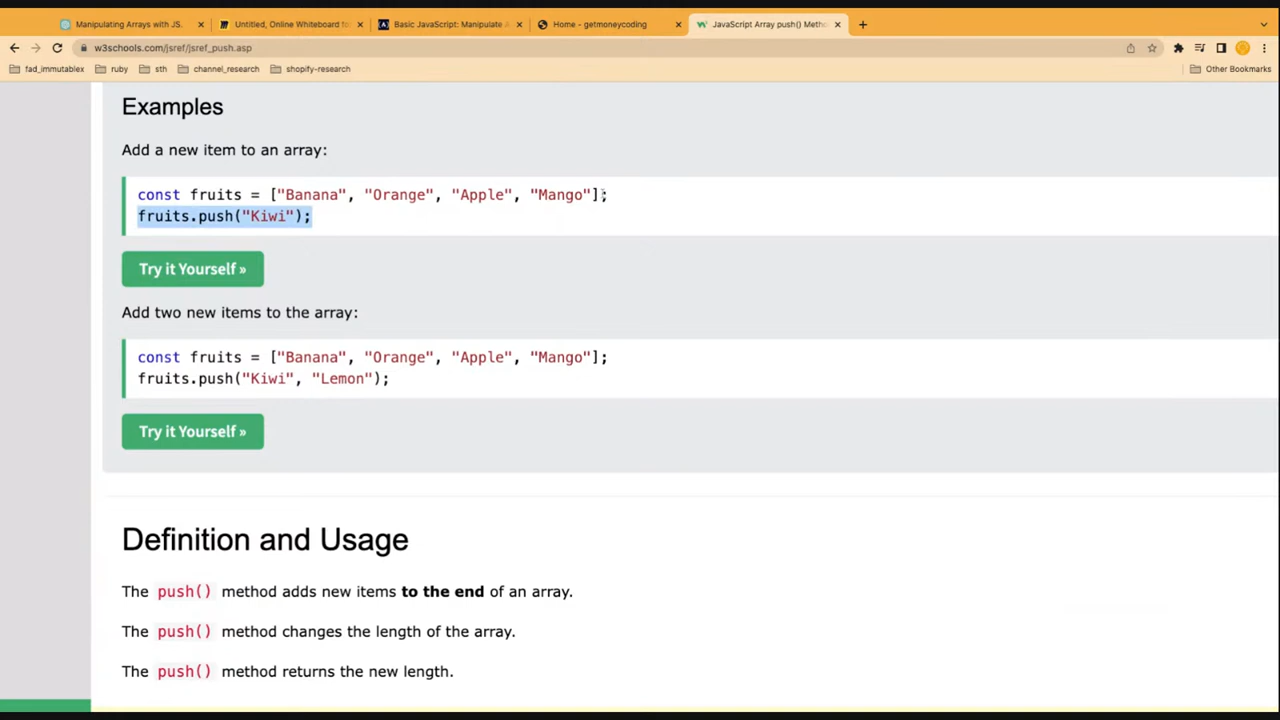 Manipulating Arrays with JS.
Untitled, Online Whiteboard for
Basic JavaScript: Manipulate A
Home - getmoneycoding
JavaScript Array push() Metho
w3schools.com/jsref/jsref_push.asp
fad_immutablex
ruby
sth
channel_research
shopify-research
Other Bookmarks
Examples
Add a new item to an array:
const fruits = ["Banana", "Orange", "Apple", "Mango"];
fruits.push("Kiwi");
Try it Yourself »
Add two new items to the array:
const fruits = ["Banana", "Orange", "Apple", "Mango"];
fruits.push("Kiwi", "Lemon");
Try it Yourself »
Definition and Usage
The push() method adds new items to the end of an array.
The push() method changes the length of the array.
The push() method returns the new length.